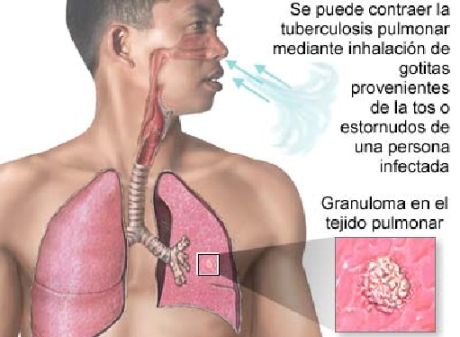 Se puede contraer la
tuberculosis pulmonar
mediante inhalación de
gotitas
provenientes
de la tos o
estornudos de
una persona
infectada
Granuloma en el
tejido pulmonar